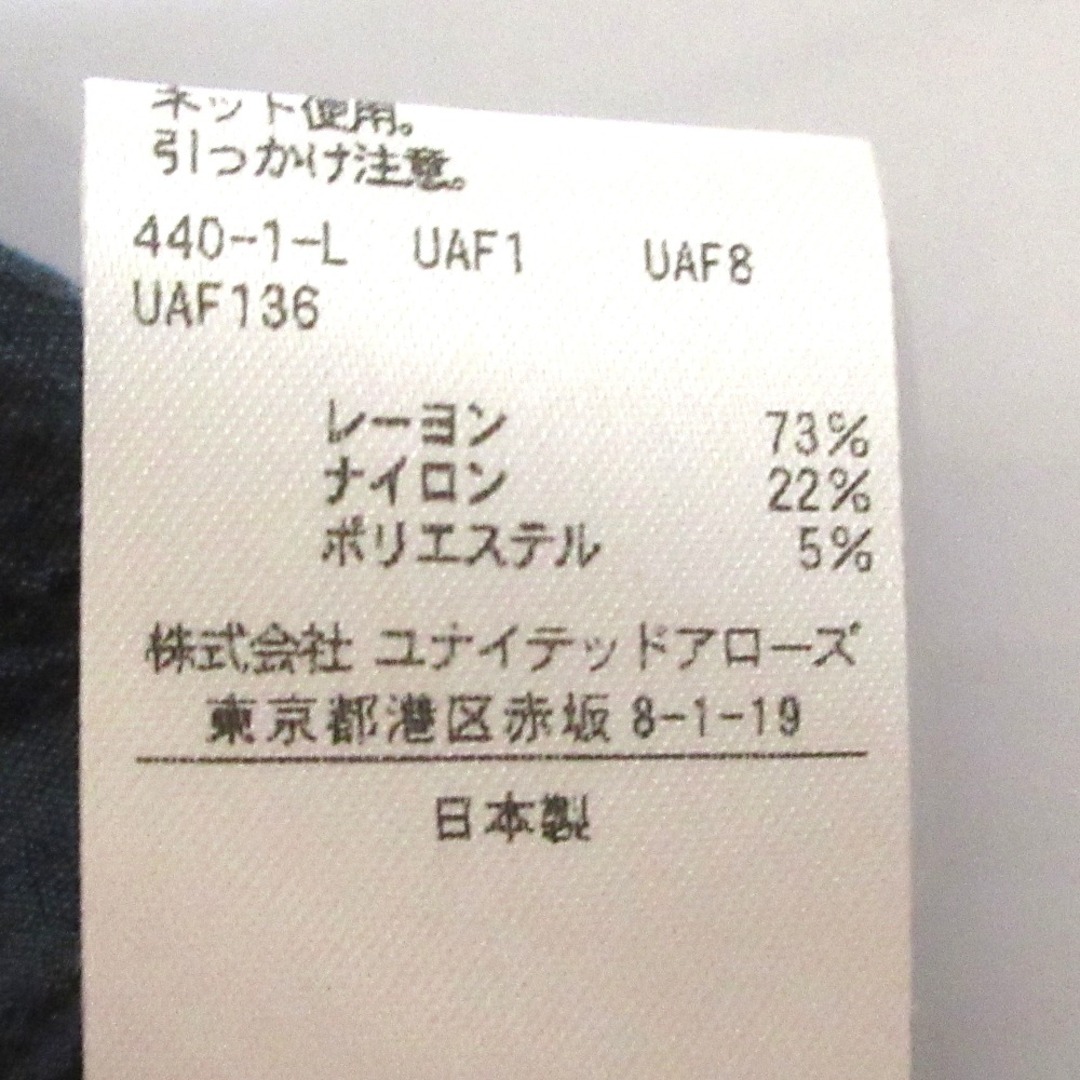 ネット使用。
引っかけ注意。
440-1-L UAF1 UAF8
UAF136
レーヨン 73%
ナイロン 22%
ポリエステル 5%
株式会社 ユナイテッドアローズ
東京都港区赤坂 8-1-19
日本製